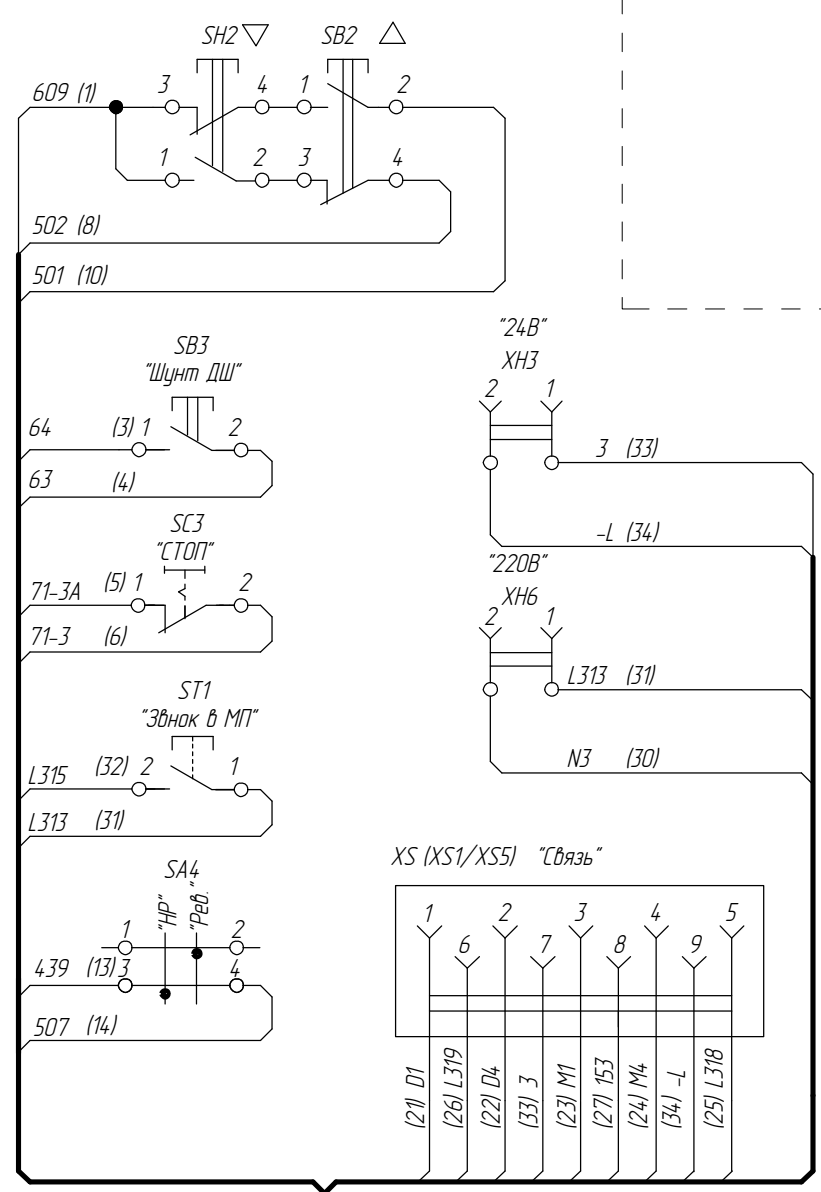 SH2 SB2
609 (1) 3 4 1 2
1 2 3 4
502 (8)
501 (10)
SB3
"Шунт ДШ"
64 (3) 1 2
63 (4)
SC3
"СТОП"
71-3А (5) 1 2
71-3 (6)
ST1
"Звнок в МП"
L315 (32) 2 1
L313 (31)
SA4
"НР" "Рев."
1 2
439 (13) 3 4
507 (14)
"24В"
XH3
2 1
3 (33)
-L (34)
"220В"
XH6
2 1
L313 (31)
N3 (30)
XS (XS1/XS5) "Связь"
1 2 3 4 5
6 7 8 9
(21) D1
(26) L319
(22) D4
(33) 3
(23) M1
(27) 153
(24) M4
(34) -L
(25) L318